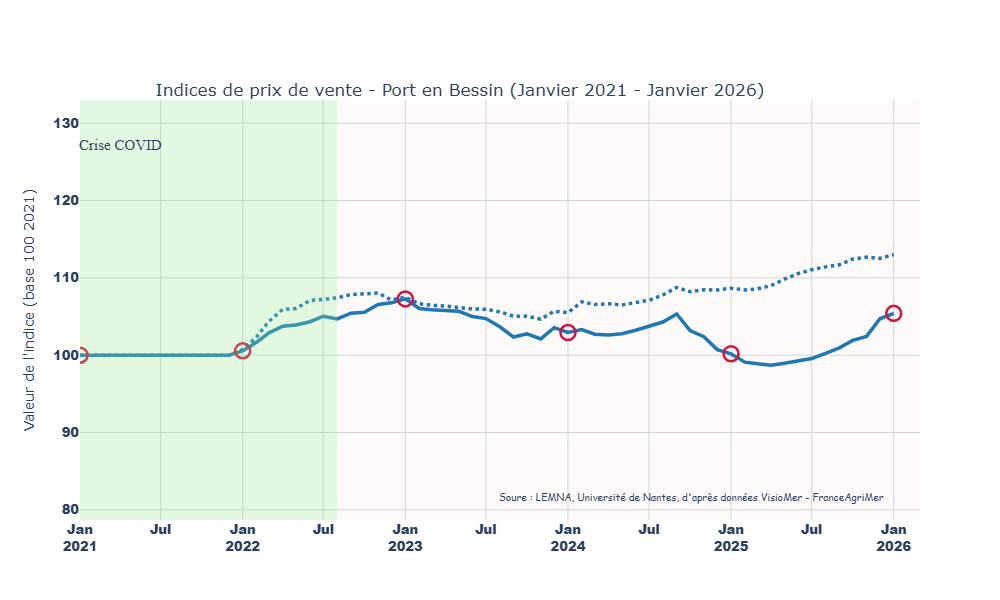 Indices de prix de vente - Port en Bessin (Janvier 2021 - Janvier 2026)
130
Crise COVID
120
110
100
90
80
Valeur de l'indice (base 100 2021)
Soure : LEMNA, Université de Nantes, d'après données VisioMer - FranceAgriMer
Jan Jul Jan Jul Jan Jul Jan Jul Jan Jul Jan
2021 2022 2023 2024 2025 2026